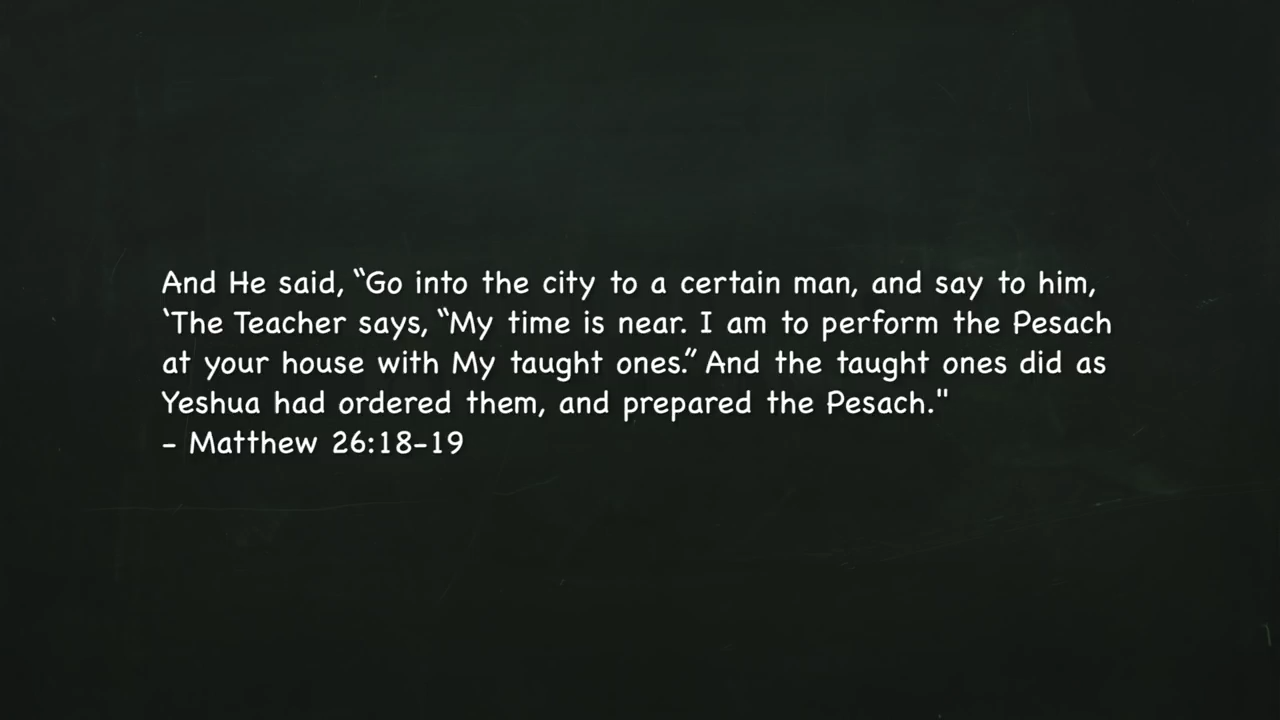 And He said, “Go into the city to a certain man, and say to him,
‘The Teacher says, “My time is near. I am to perform the Pesach
at your house with My taught ones.” And the taught ones did as
Yeshua had ordered them, and prepared the Pesach."
– Matthew 26:18–19